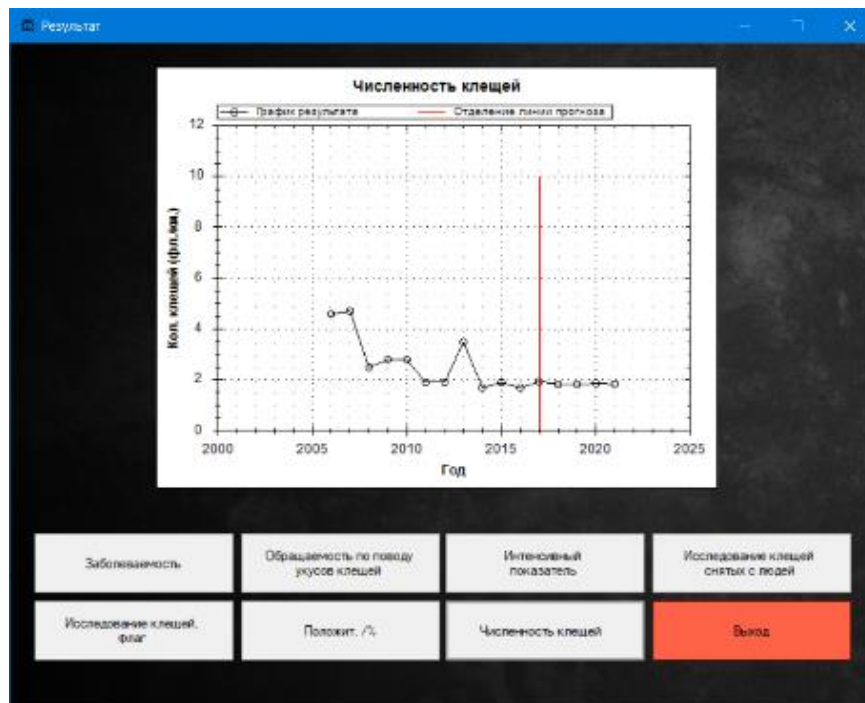 Результат
Численность клещей
График результата
Отделение линии прогноза
12
10
8
6
4
2
0
Кол. клещей (фл.км.)
2000 2005 2010 2015 2020 2025
Год
Заболеваемость
Обращаемость по поводу
укусов клещей
Интенсивный
показатель
Исследование клещей
снятых с людей
Исследование клещей.
флаг
Положит. /%
Численность клещей
Выход